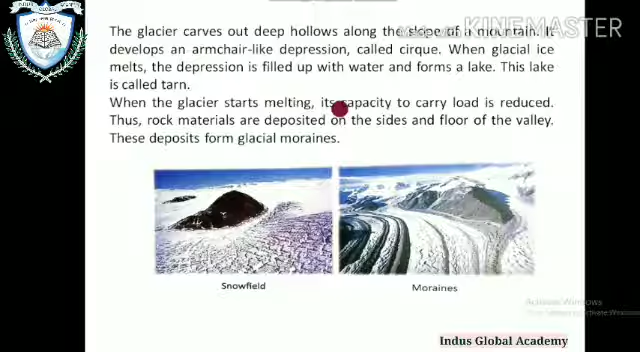 The glacier carves out deep hollows along the slope of a mountain. It
develops an armchair-like depression, called cirque. When glacial ice
melts, the depression is filled up with water and forms a lake. This lake
is called tarn.
When the glacier starts melting, its capacity to carry load is reduced.
Thus, rock materials are deposited on the sides and floor of the valley.
These deposits form glacial moraines.
Snowfield
Moraines
KINEMASTER
Activate Windows
Indus Global Academy